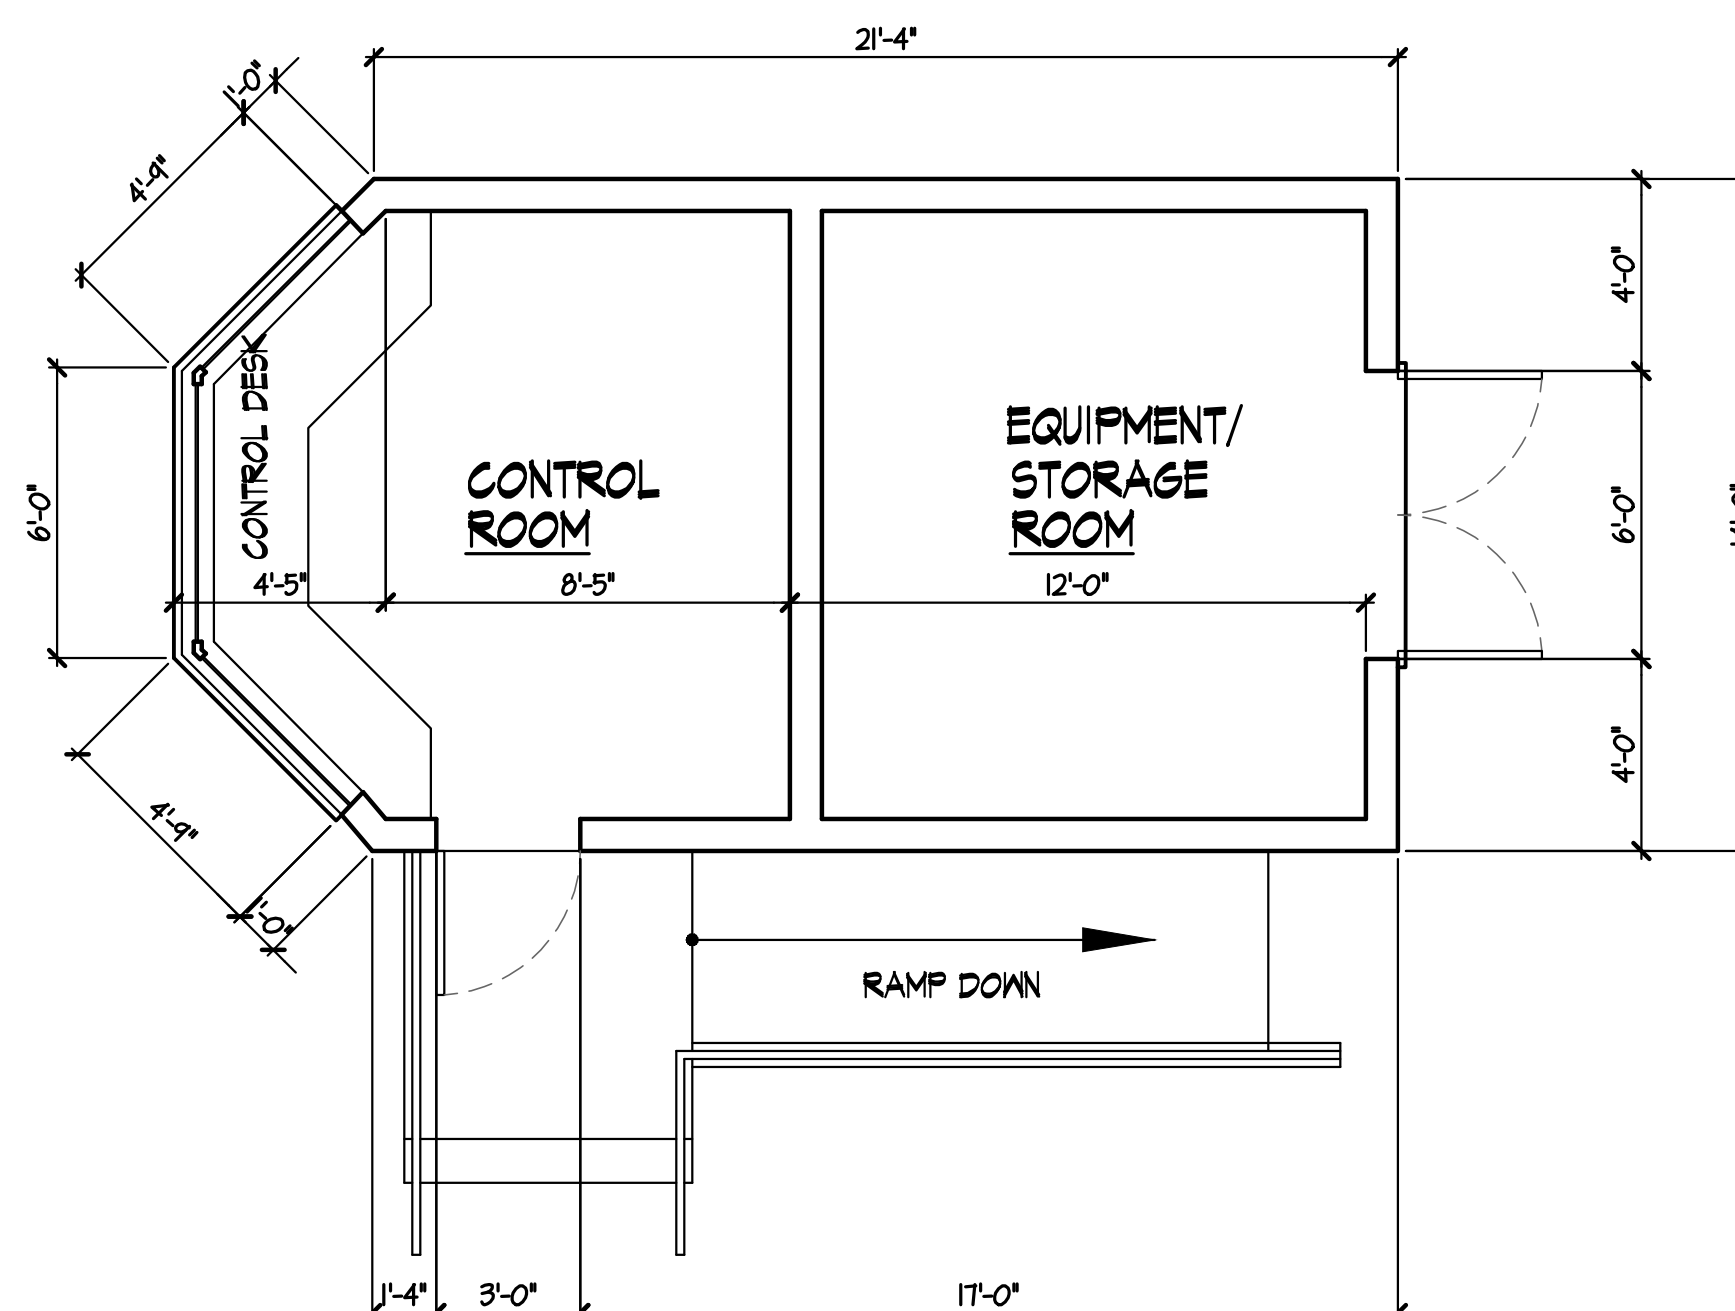 21'-4"
1'-0"
4'-9"
4'-0"
6'-0"
CONTROL DESK
EQUIPMENT/
STORAGE
ROOM
CONTROL
ROOM
6'-0"
4'-5"
8'-5"
12'-0"
4'-0"
4'-9"
1'-0"
RAMP DOWN
1'-4"
3'-0"
17'-0"